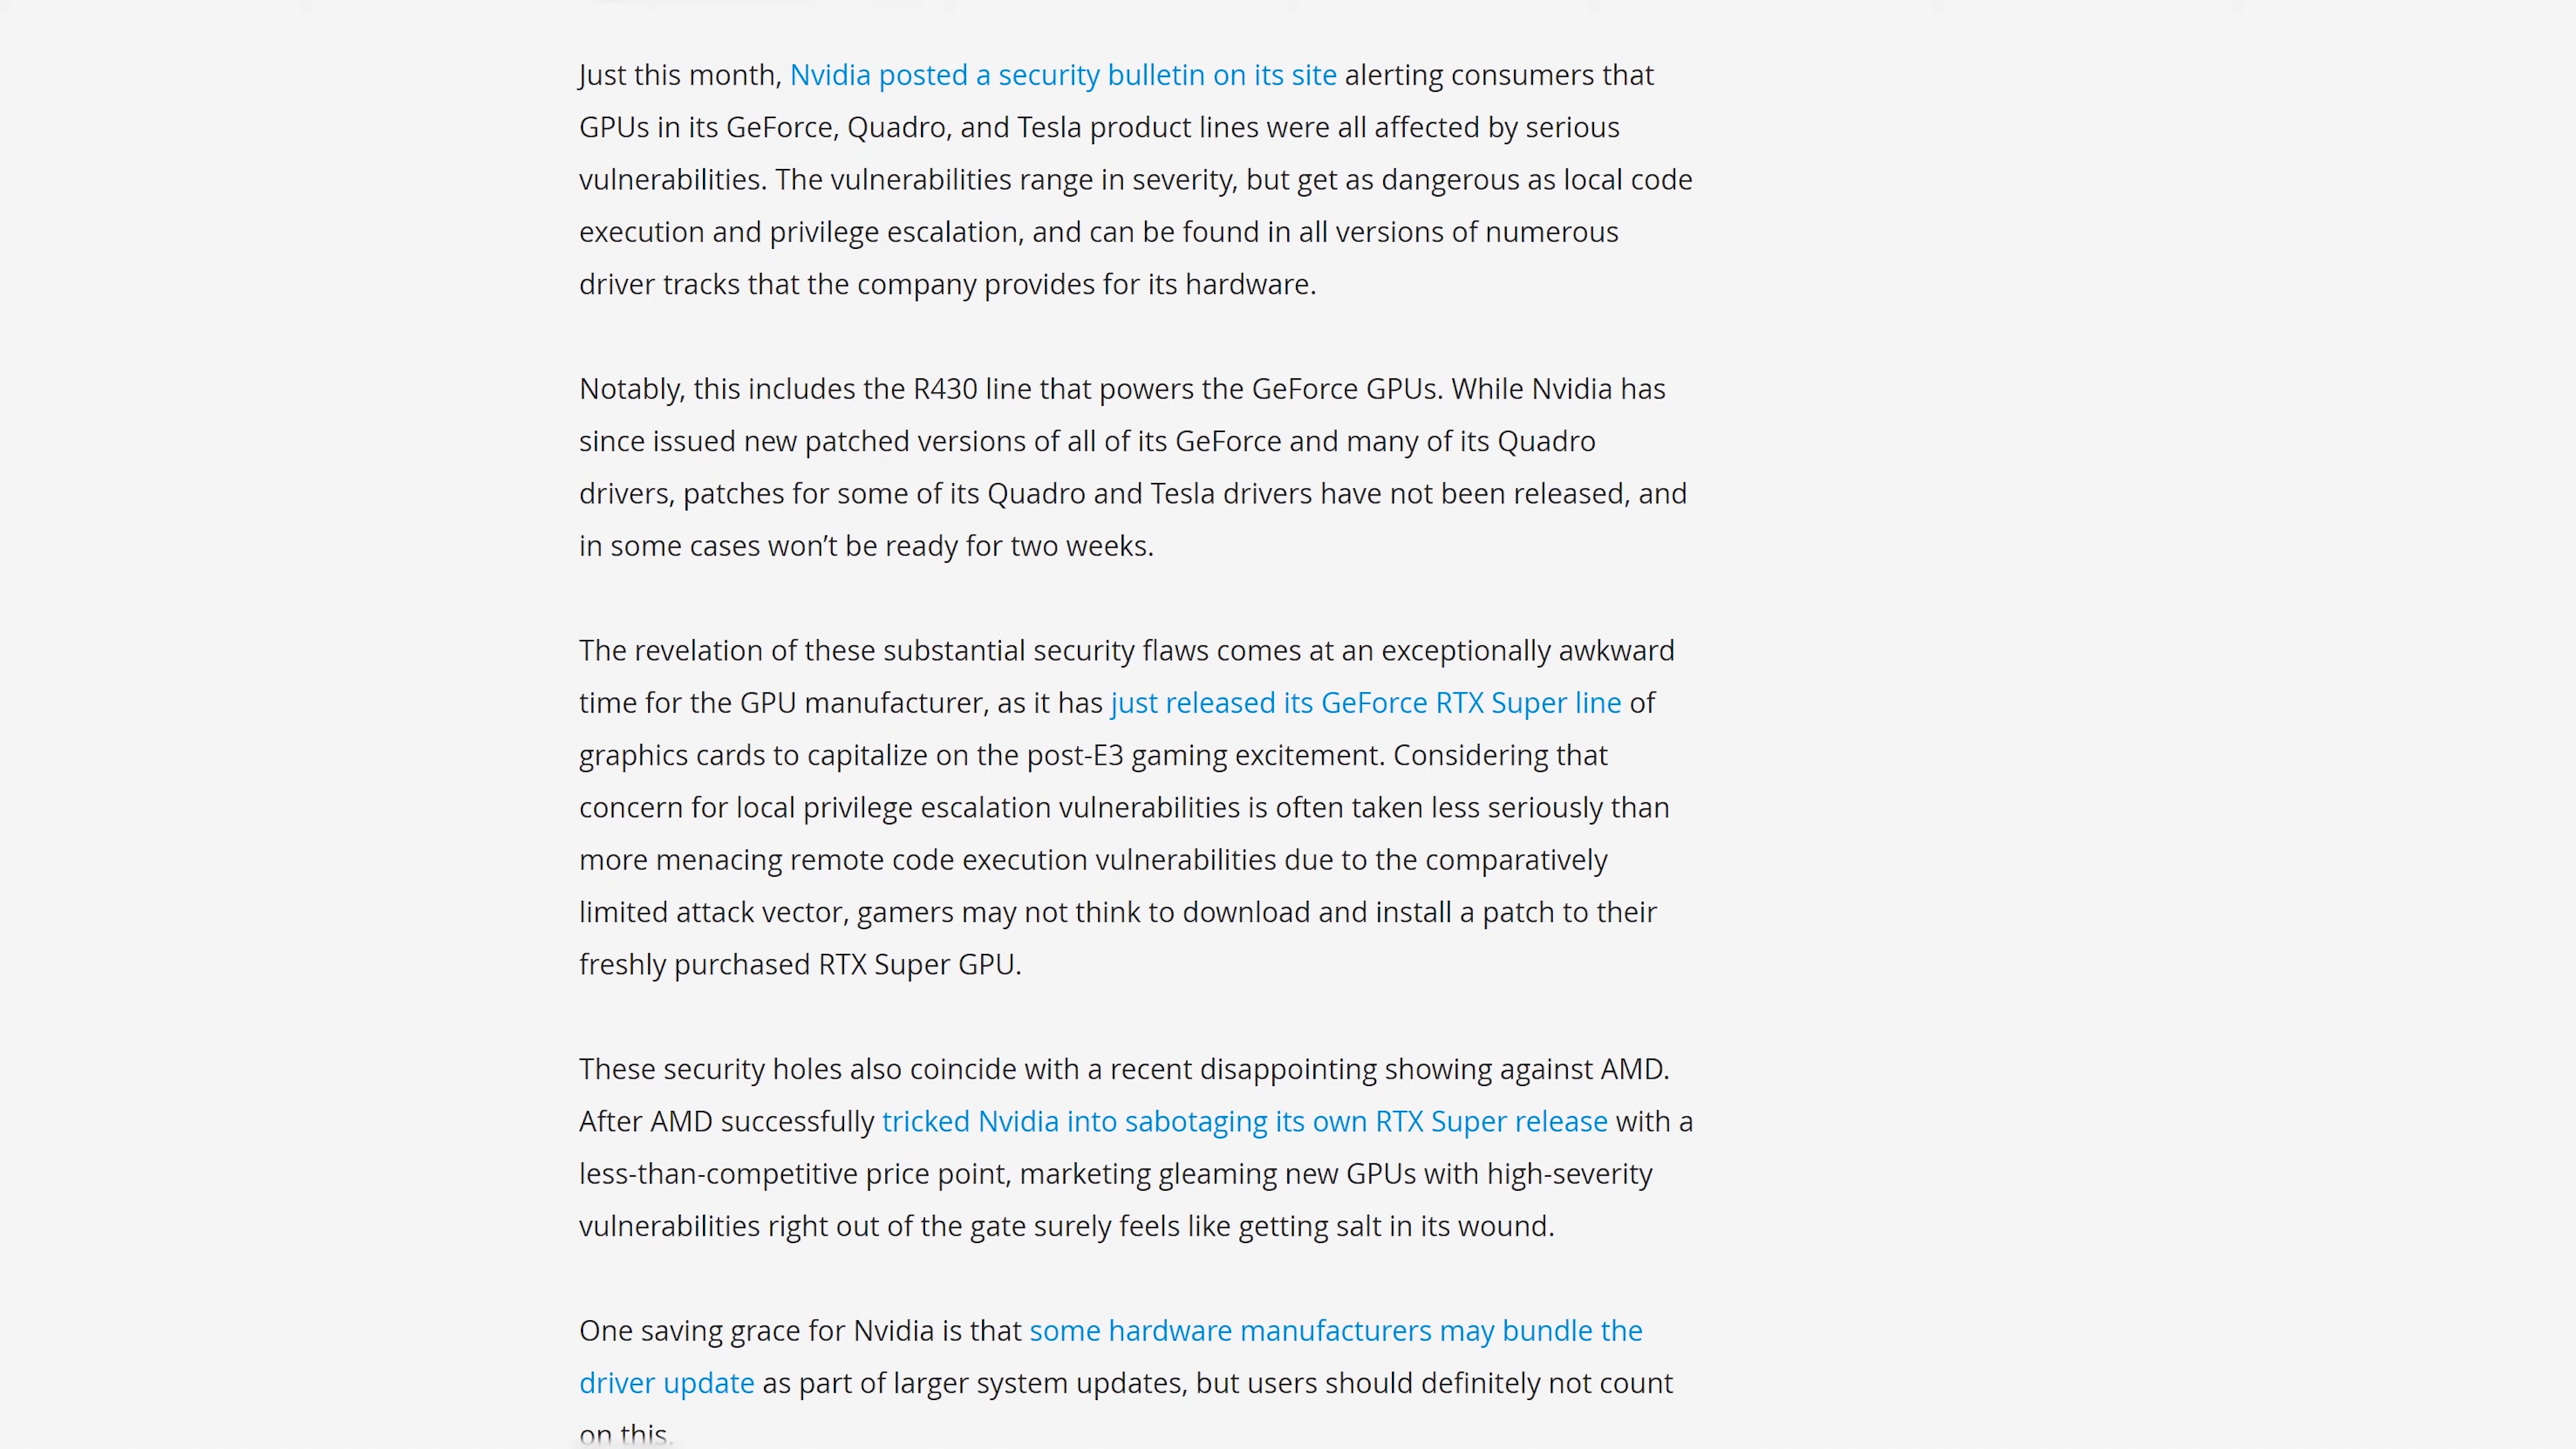 Just this month, Nvidia posted a security bulletin on its site alerting consumers that
GPUs in its GeForce, Quadro, and Tesla product lines were all affected by serious
vulnerabilities. The vulnerabilities range in severity, but get as dangerous as local code
execution and privilege escalation, and can be found in all versions of numerous
driver tracks that the company provides for its hardware.
Notably, this includes the R430 line that powers the GeForce GPUs. While Nvidia has
since issued new patched versions of all of its GeForce and many of its Quadro
drivers, patches for some of its Quadro and Tesla drivers have not been released, and
in some cases won’t be ready for two weeks.
The revelation of these substantial security flaws comes at an exceptionally awkward
time for the GPU manufacturer, as it has just released its GeForce RTX Super line of
graphics cards to capitalize on the post-E3 gaming excitement. Considering that
concern for local privilege escalation vulnerabilities is often taken less seriously than
more menacing remote code execution vulnerabilities due to the comparatively
limited attack vector, gamers may not think to download and install a patch to their
freshly purchased RTX Super GPU.
These security holes also coincide with a recent disappointing showing against AMD.
After AMD successfully tricked Nvidia into sabotaging its own RTX Super release with a
less-than-competitive price point, marketing gleaming new GPUs with high-severity
vulnerabilities right out of the gate surely feels like getting salt in its wound.
One saving grace for Nvidia is that some hardware manufacturers may bundle the
driver update as part of larger system updates, but users should definitely not count
on this.